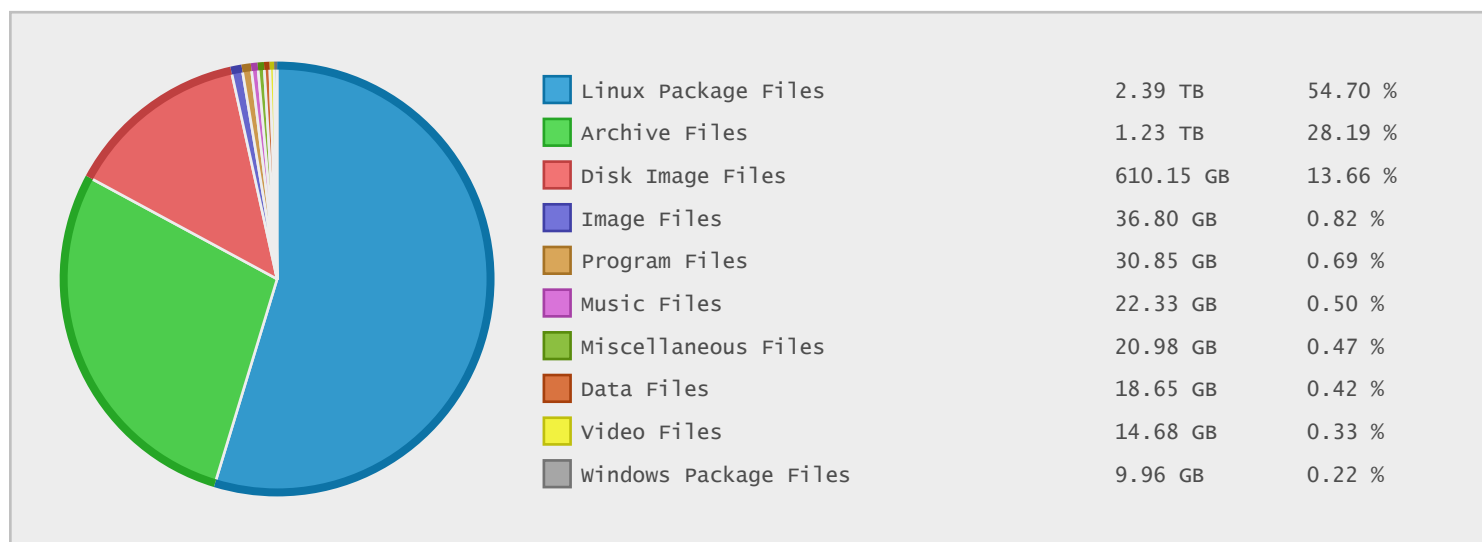 Linux Package Files 2.39 TB 54.70 %
Archive Files 1.23 TB 28.19 %
Disk Image Files 610.15 GB 13.66 %
Image Files 36.80 GB 0.82 %
Program Files 30.85 GB 0.69 %
Music Files 22.33 GB 0.50 %
Miscellaneous Files 20.98 GB 0.47 %
Data Files 18.65 GB 0.42 %
Video Files 14.68 GB 0.33 %
Windows Package Files 9.96 GB 0.22 %